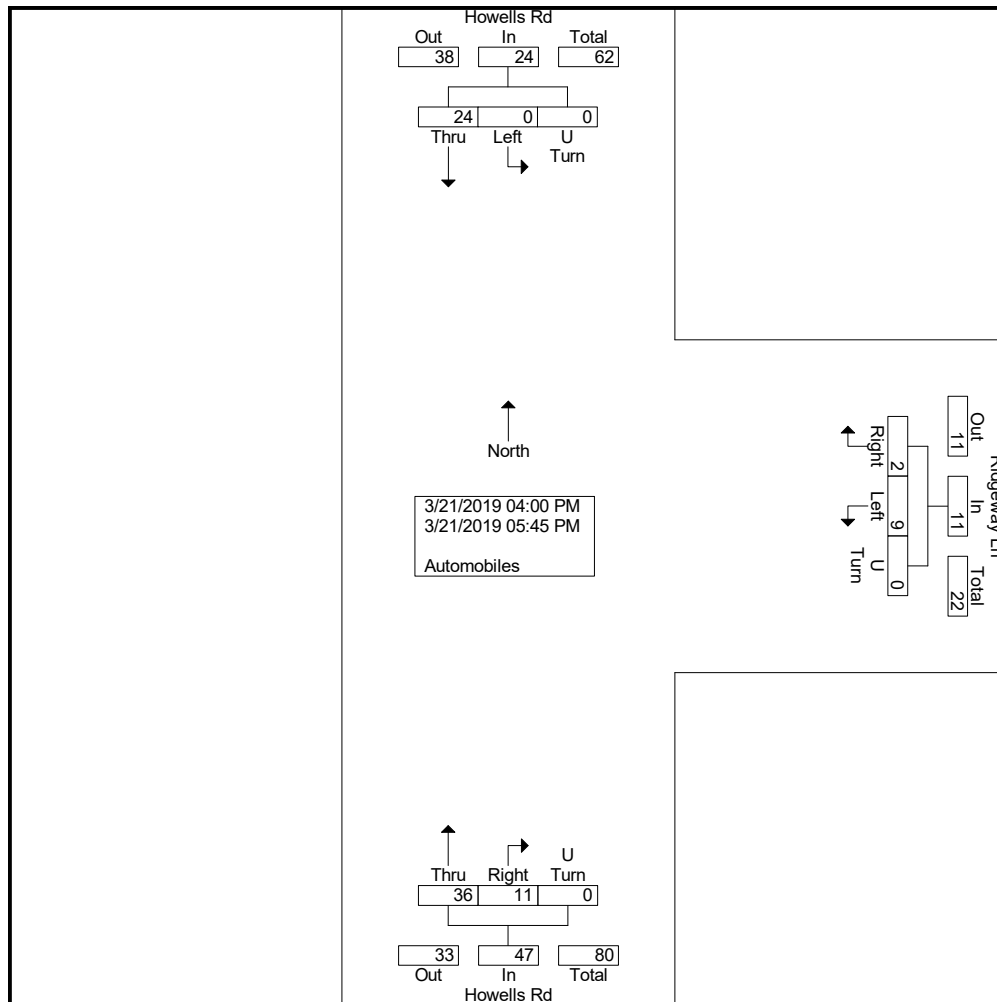 Howells Rd
Out In Total
38 24 62
24 0 0
Thru Left U
Turn
North
3/21/2019 04:00 PM
3/21/2019 05:45 PM
Automobiles
Ridgeway Ln
Out In Total
11 11 22
2 9 0
Right Left U
Turn
U
Thru Right Turn
36 11 0
33 47 80
Out In Total
Howells Rd